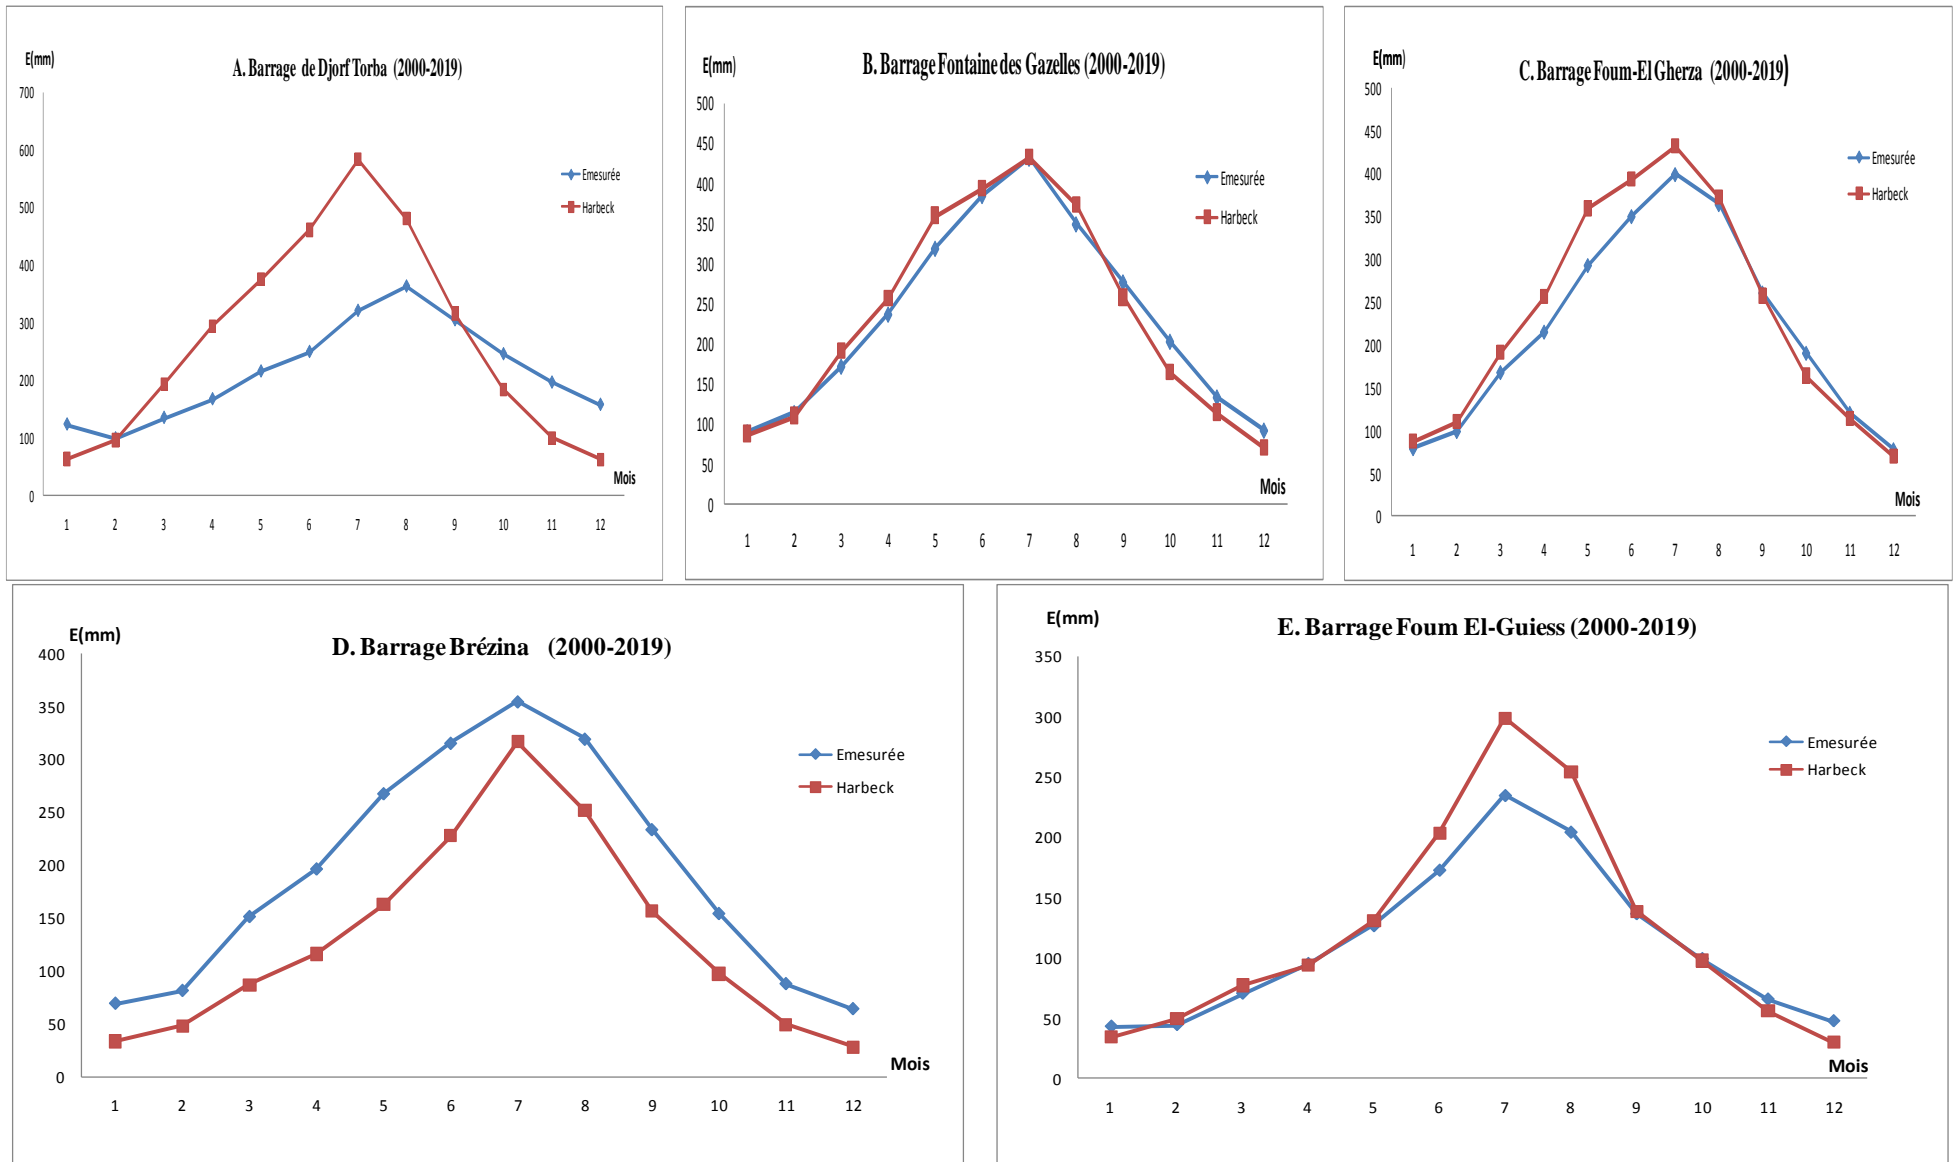 E(mm)
A. Barrage de Djorf Torba (2000-2019)
700
600
500
400
300
200
100
0
Emesurée
Harbeck
Mois
1 2 3 4 5 6 7 8 9 10 11 12
E(mm)
B. Barrage Fontaine des Gazelles (2000-2019)
500
450
400
350
300
250
200
150
100
50
0
Emesurée
Harbeck
Mois
1 2 3 4 5 6 7 8 9 10 11 12
E(mm)
C. Barrage Foum-El Gherza (2000-2019)
500
450
400
350
300
250
200
150
100
50
0
Emesurée
Harbeck
Mois
1 2 3 4 5 6 7 8 9 10 11 12
E(mm)
D. Barrage Brézina (2000-2019)
400
350
300
250
200
150
100
50
0
Emesurée
Harbeck
Mois
1 2 3 4 5 6 7 8 9 10 11 12
E(mm)
E. Barrage Foum El-Guiess (2000-2019)
350
300
250
200
150
100
50
0
Emesurée
Harbeck
Mois
1 2 3 4 5 6 7 8 9 10 11 12